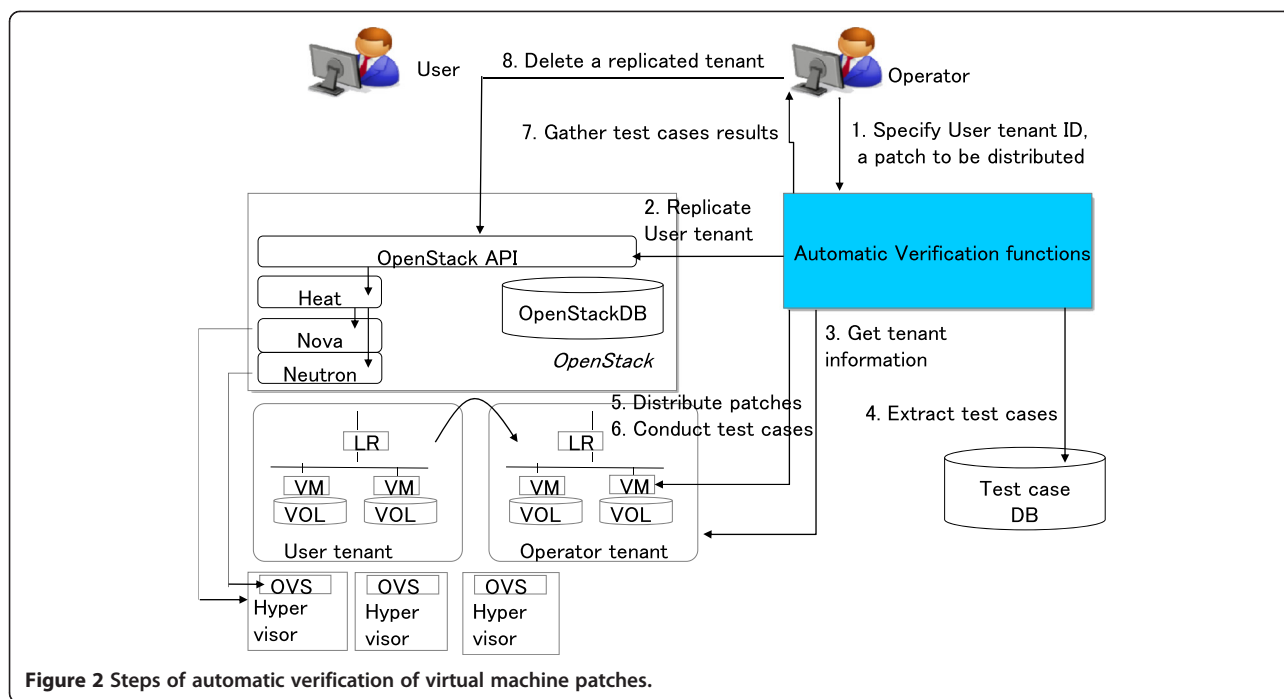 User
8. Delete a replicated tenant
Operator
7. Gather test cases results
1. Specify User tenant ID,
a patch to be distributed
2. Replicate
User tenant
OpenStack API
Automatic Verification functions
Heat
OpenStackDB
Nova
OpenStack
Neutron
3. Get tenant
information
5. Distribute patches
6. Conduct test cases
4. Extract test cases
LR
LR
VM
VM
VM
VM
VOL
VOL
VOL
VOL
Test case
DB
User tenant
Operator tenant
OVS
OVS
OVS
Hyper
visor
Hyper
visor
Hyper
visor
Figure 2 Steps of automatic verification of virtual machine patches.